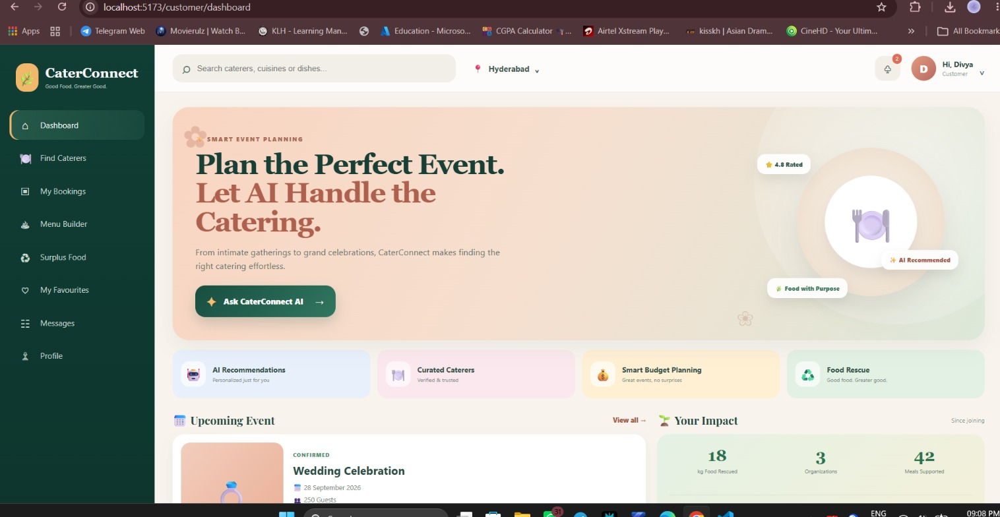 localhost:5173/customer/dashboard
Apps
Telegram Web
Movierulz | Watch B...
KLH - Learning Man...
Education - Microso...
CGPA Calculator
Airtel Xstream Play...
kisskh | Asian Dram...
CineHD - Your Ultim...
»
All Bookmark
CaterConnect
Good Food. Greater Good.
Search caterers, cuisines or dishes...
Hyderabad
2
D
Hi, Divya
Customer
Dashboard
Find Caterers
My Bookings
Menu Builder
Surplus Food
My Favourites
Messages
Profile
SMART EVENT PLANNING
Plan the Perfect Event.
Let AI Handle the
Catering.
From intimate gatherings to grand celebrations, CaterConnect makes finding the
right catering effortless.
Ask CaterConnect AI →
4.8 Rated
AI Recommended
Food with Purpose
AI Recommendations
Personalized just for you
Curated Caterers
Verified & trusted
Smart Budget Planning
Great events, no surprises
Food Rescue
Good food. Greater good.
Upcoming Event
View all →
CONFIRMED
Wedding Celebration
28 September 2026
250 Guests
Your Impact
Since joining
18
kg Food Rescued
3
Organizations
42
Meals Supported
31
ENG
09:08 PM